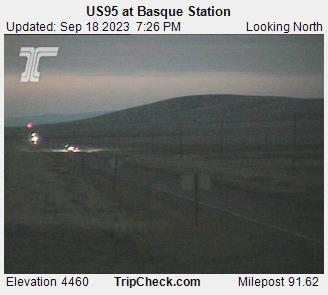 US95 at Basque Station
Updated: Sep 18 2023 7:26 PM Looking North
Elevation 4460 TripCheck.com Milepost 91.62